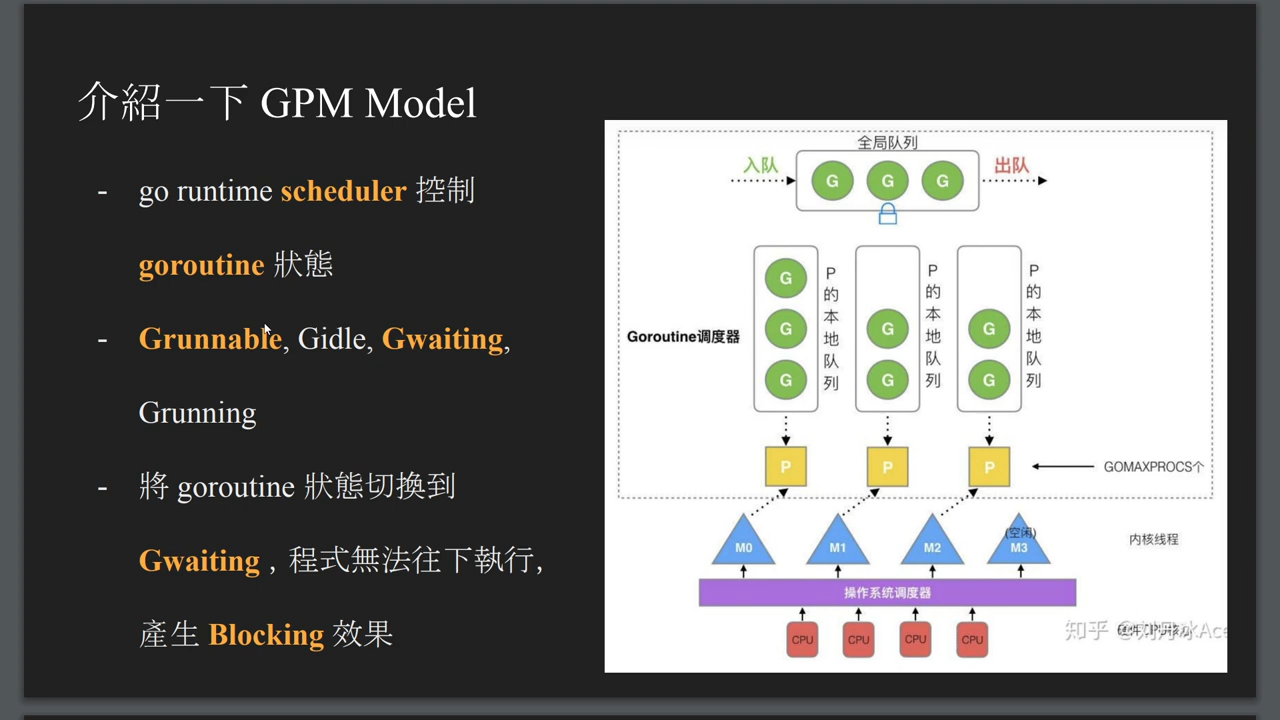 介紹一下 GPM Model
- go runtime scheduler 控制
goroutine 狀態
- Grunnable, Gidle, Gwaiting,
Grunning
- 將 goroutine 狀態切換到
Gwaiting , 程式無法往下執行,
產生 Blocking 效果
全局队列
入队
G G G
出队
G
G G G
G G G
P的本地队列
P的本地队列
P的本地队列
Goroutine调度器
P P P
GOMAXPROCS个
(空闲)
M0 M1 M2 M3
内核线程
操作系统调度器
CPU CPU CPU CPU
知乎